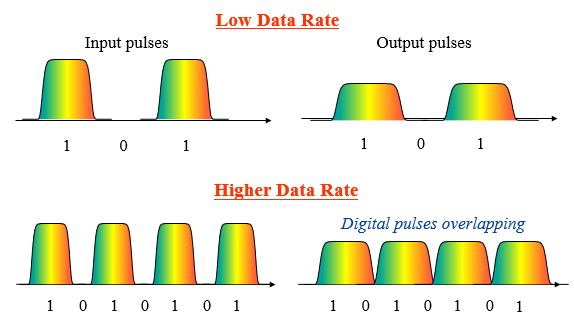 Low Data Rate
Input pulses
Output pulses
1 0 1
1 0 1
Higher Data Rate
Digital pulses overlapping
1 0 1 0 1 0 1
1 0 1 0 1 0 1